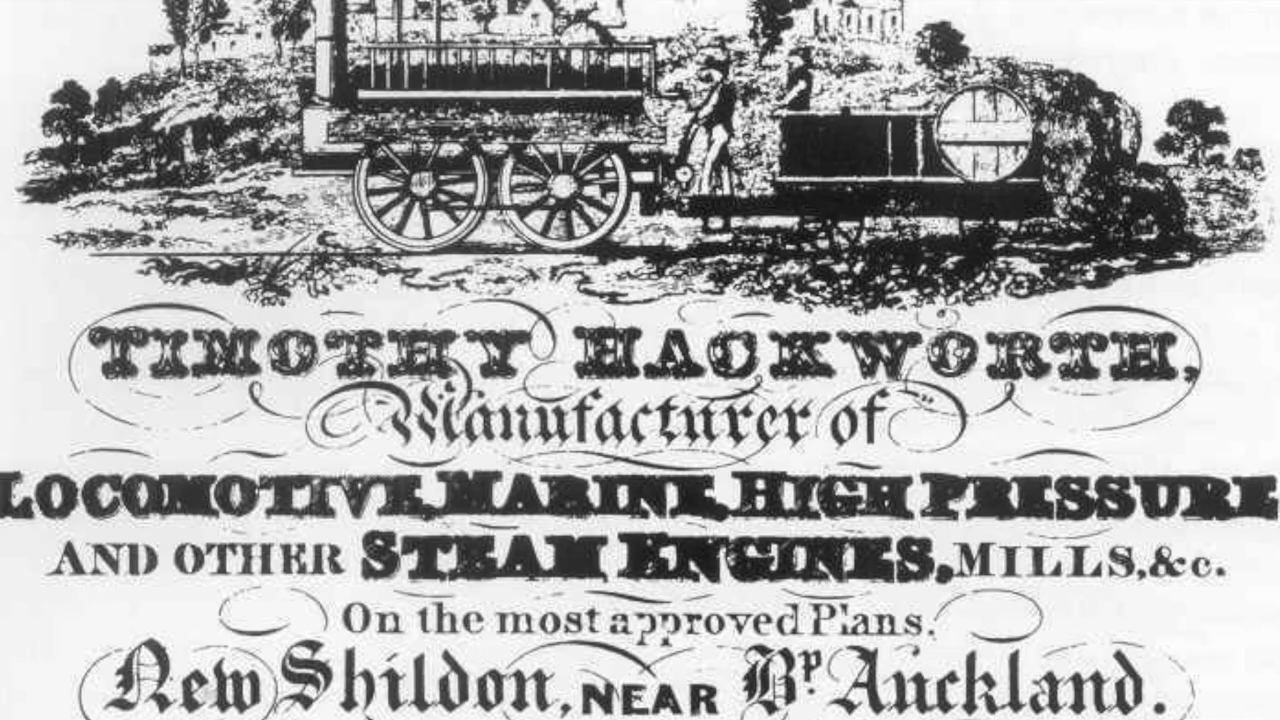 TIMOTHY HACKWORTH,
Manufacturer of
LOCOMOTIVE, MARINE, HIGH PRESSURE
AND OTHER STEAM ENGINES, MILLS, &c.
On the most approved Plans.
New Shildon, NEAR Bp. Auckland.